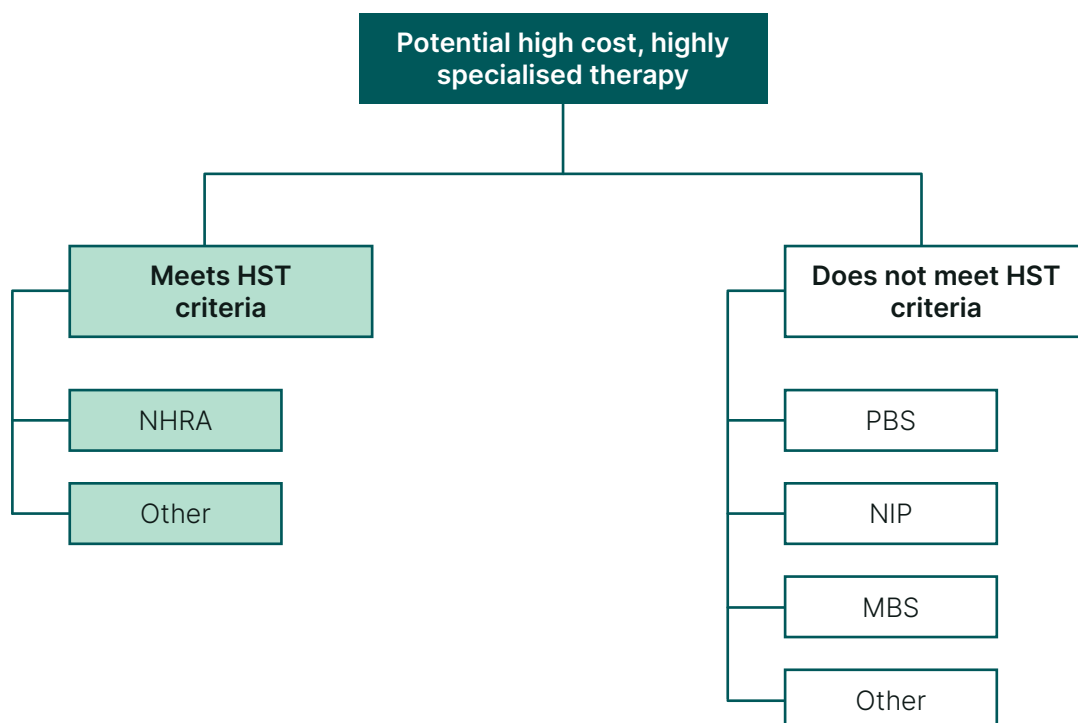 Potential high cost, highly
specialised therapy
Meets HST
criteria
NHRA
Other
Does not meet HST
criteria
PBS
NIP
MBS
Other